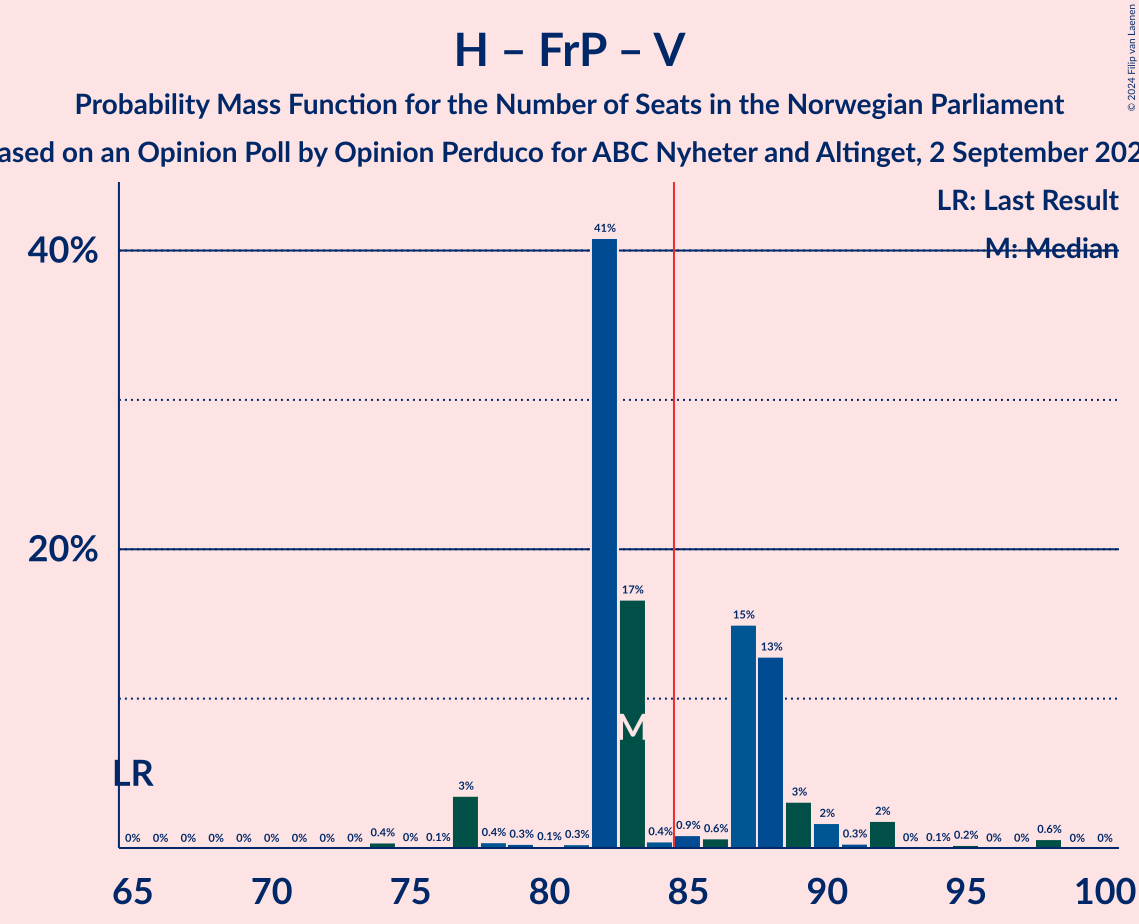 H – FrP – V
Probability Mass Function for the Number of Seats in the Norwegian Parliament
ased on an Opinion Poll by Opinion Perduco for ABC Nyheter and Altinget, 2 September 202
© 2024 Filip van Laenen
LR: Last Result
M: Median
40%
20%
41%
17%
15%
13%
M
LR
0% 0% 0% 0% 0% 0% 0% 0% 0% 0.4% 0% 0.1% 3% 0.4% 0.3% 0.1% 0.3% 0.4% 0.9% 0.6% 3% 2% 0.3% 2% 0% 0.1% 0.2% 0% 0% 0.6% 0% 0%
65 70 75 80 85 90 95 100